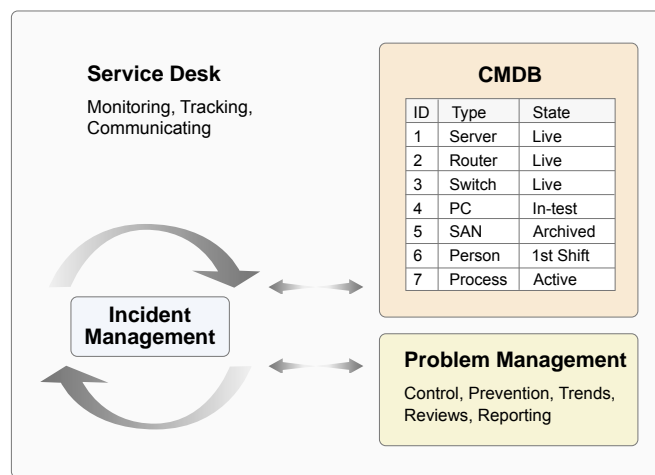 Service Desk
Monitoring, Tracking,
Communicating
Incident
Management
CMDB
ID Type State
1 Server Live
2 Router Live
3 Switch Live
4 PC In-test
5 SAN Archived
6 Person 1st Shift
7 Process Active
Problem Management
Control, Prevention, Trends,
Reviews, Reporting